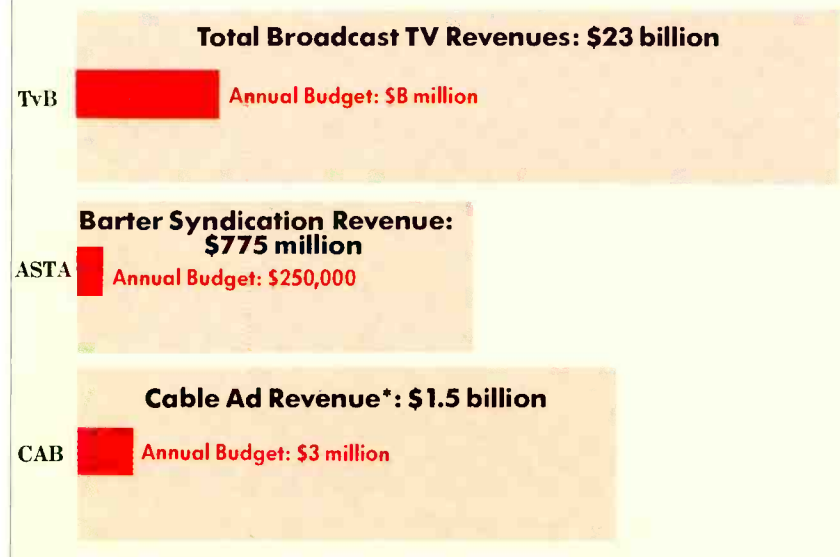 Total Broadcast TV Revenues: $23 billion
TvB
Annual Budget: $B million
Barter Syndication Revenue:
$775 million
ASTA
Annual Budget: $250,000
Cable Ad Revenue*: $1.5 billion
CAB
Annual Budget: $3 million